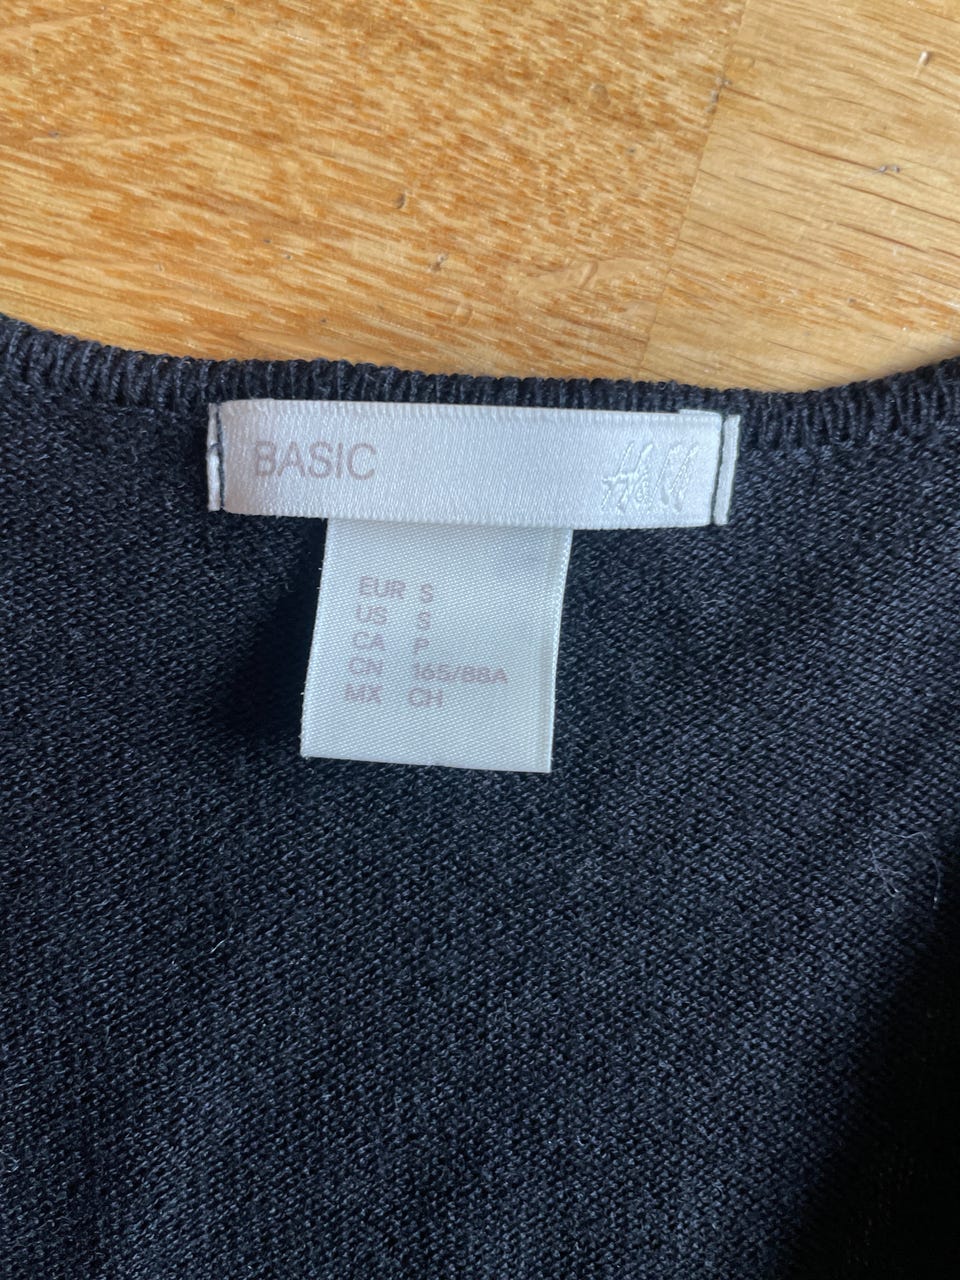 BASIC H&M
EUR S
US S
CA P
CN 165/88A
MX CH